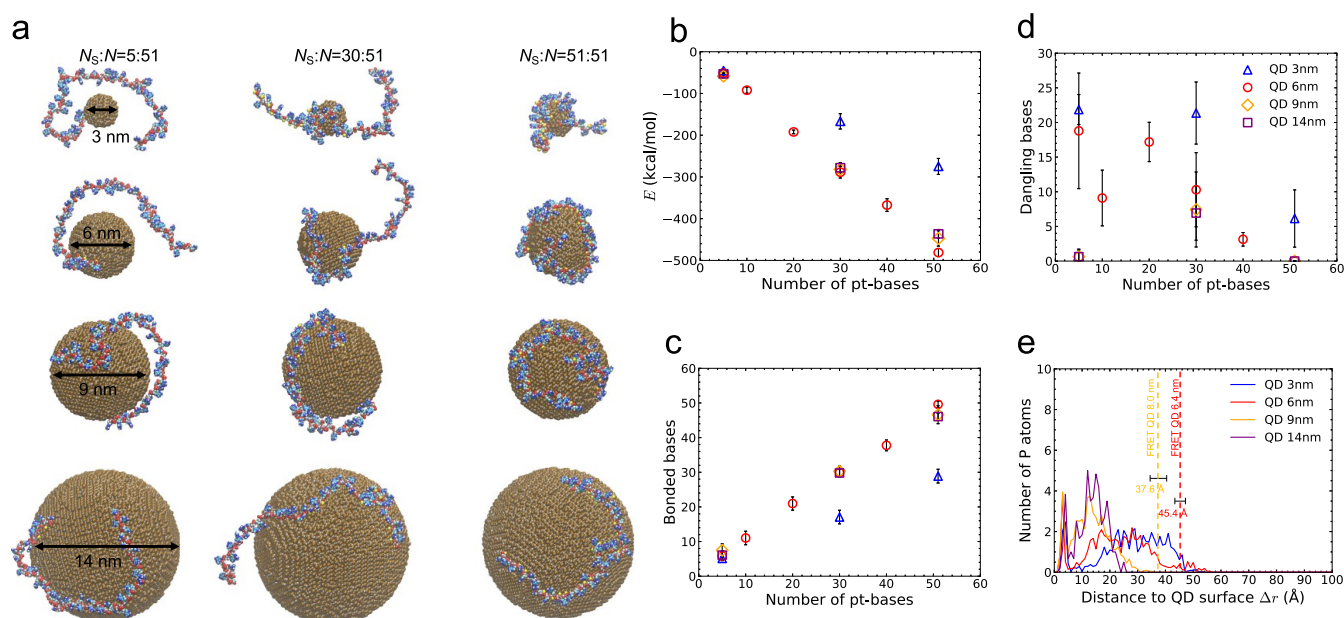 a
N_S:N=5:51
N_S:N=30:51
N_S:N=51:51
3 nm
6 nm
9 nm
14 nm
b
0
−100
−200
−300
−400
−500
E (kcal/mol)
0 10 20 30 40 50 60
Number of pt-bases
c
60
50
40
30
20
10
0
Bonded bases
0 10 20 30 40 50 60
Number of pt-bases
d
30
25
20
15
10
5
0
Dangling bases
QD 3nm
QD 6nm
QD 9nm
QD 14nm
0 10 20 30 40 50 60
Number of pt-bases
e
10
8
6
4
2
0
Number of P atoms
FRET QD 8.0 nm
FRET QD 6.4 nm
37.6 Å
45.4 Å
QD 3nm
QD 6nm
QD 9nm
QD 14nm
0 10 20 30 40 50 60 70 80 90 100
Distance to QD surface Δr (Å)